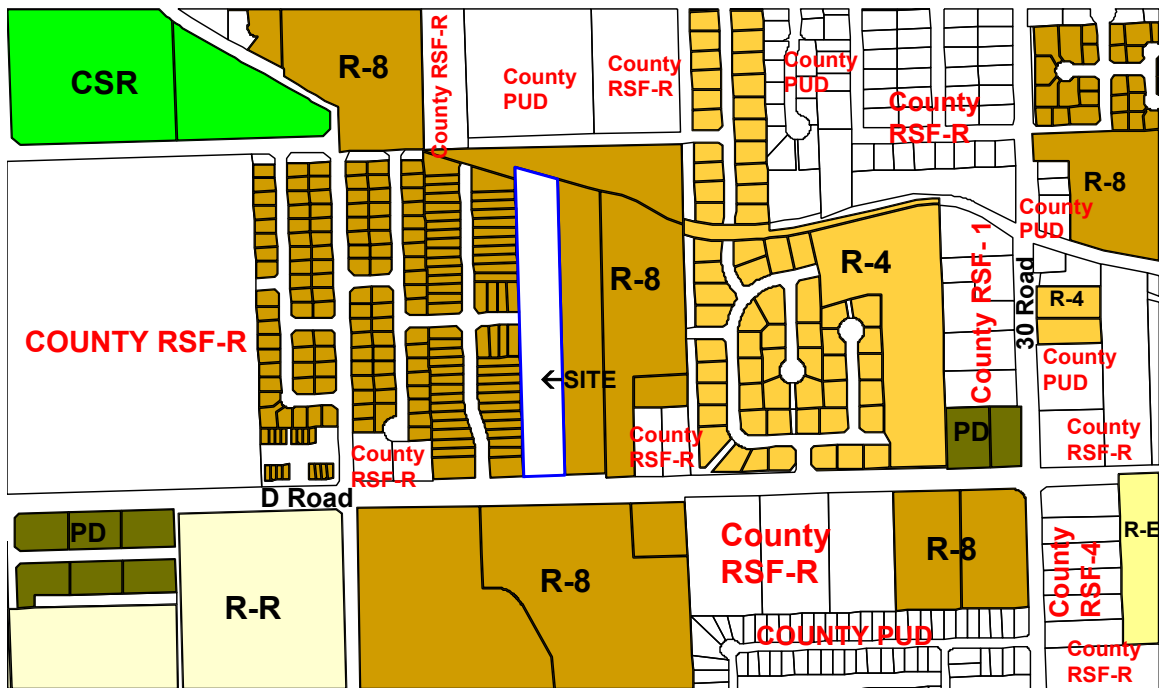 CSR
R-8
County RSF-R
County
PUD
County
RSF-R
County
PUD
County
RSF-R
R-8
County
PUD
R-8
R-4
County RSF - 1
30 Road
R-4
COUNTY RSF-R
←SITE
County
PUD
County
RSF-R
County
RSF-R
PD
County
RSF-R
D Road
PD
R-R
R-8
County
RSF-R
R-8
County
RSF-4
R-E
COUNTY PUD
County
RSF-R